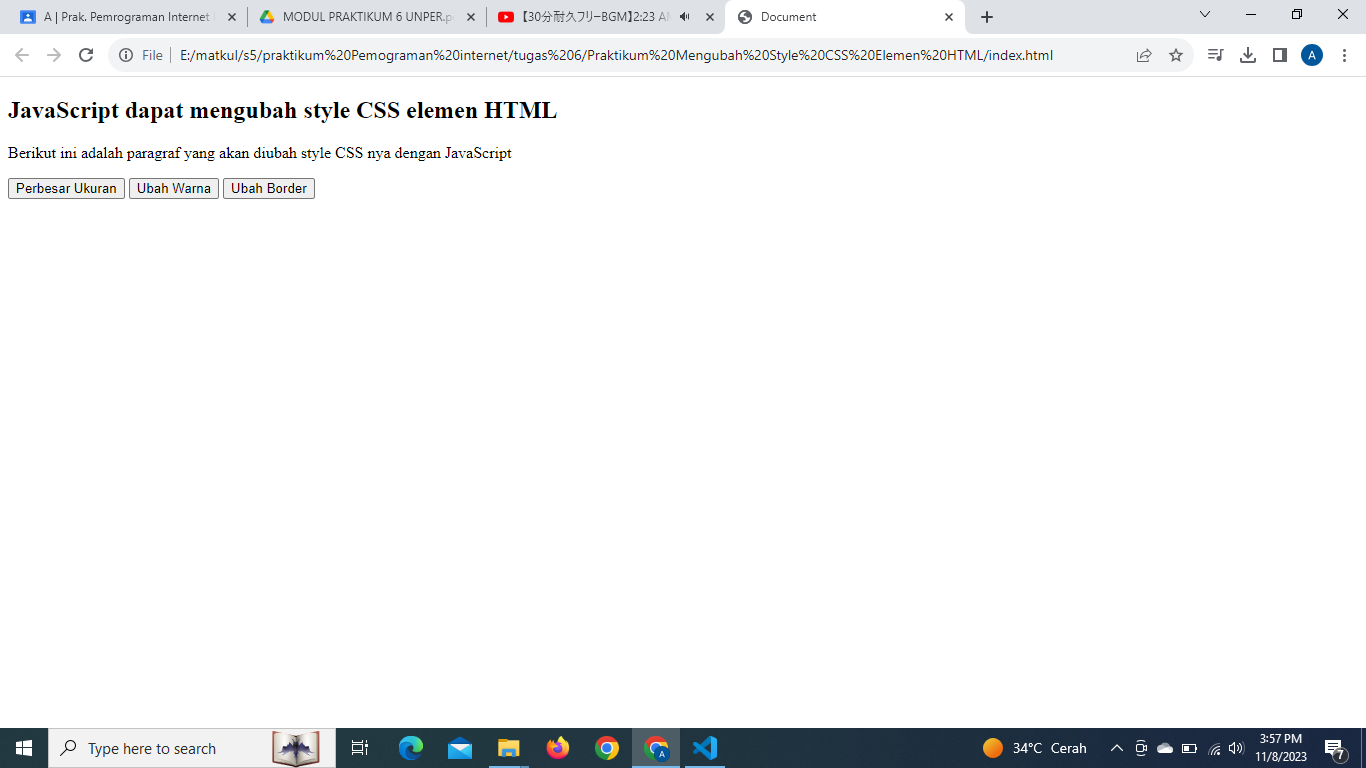 A | Prak. Pemrograman Internet
MODUL PRAKTIKUM 6 UNPER.p
【30分耐久フリーBGM】2:23 AM
Document
File
E:/matkul/s5/praktikum%20Pemograman%20internet/tugas%206/Praktikum%20Mengubah%20Style%20CSS%20Elemen%20HTML/index.html
A
JavaScript dapat mengubah style CSS elemen HTML
Berikut ini adalah paragraf yang akan diubah style CSS nya dengan JavaScript
Perbesar Ukuran Ubah Warna Ubah Border
Type here to search
A
34°C Cerah
3:57 PM
11/8/2023
7